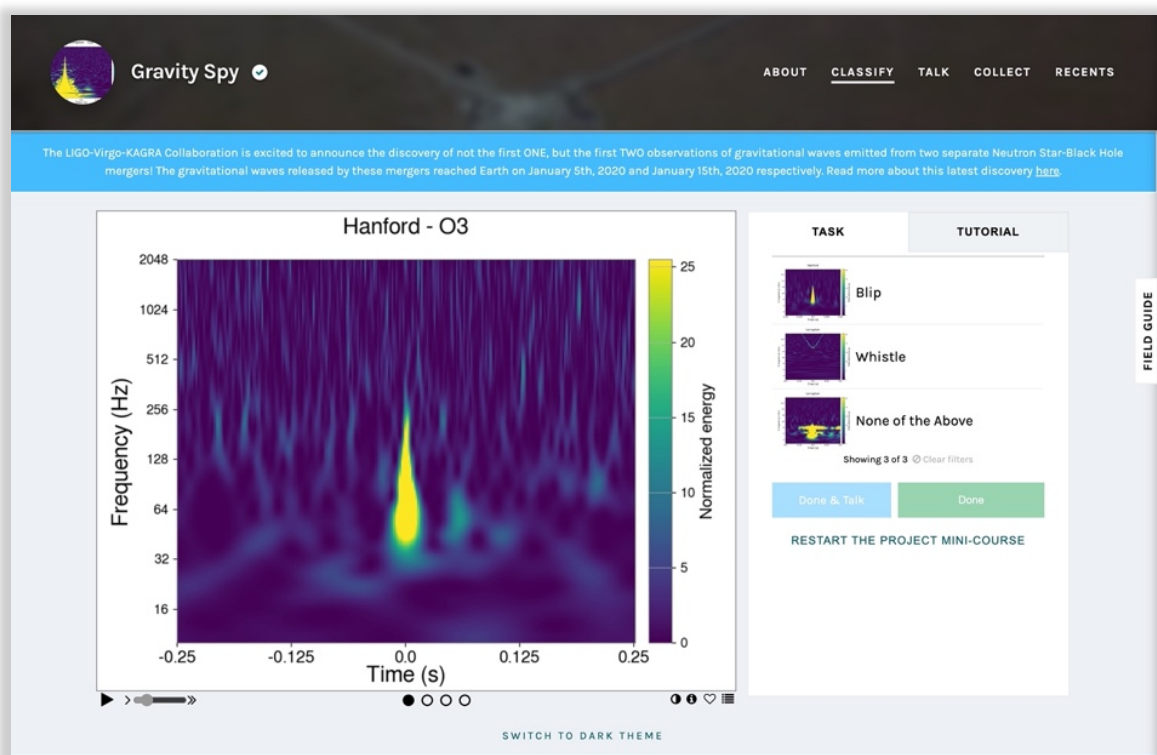 Gravity Spy
ABOUT CLASSIFY TALK COLLECT RECENTS
The LIGO-Virgo-KAGRA Collaboration is excited to announce the discovery of not the first ONE, but the first TWO observations of gravitational waves emitted from two separate Neutron Star-Black Hole
mergers! The gravitational waves released by these mergers reached Earth on January 5th, 2020 and January 15th, 2020 respectively. Read more about this latest discovery here.
Hanford - O3
2048
1024
512
256
128
64
32
16
Frequency (Hz)
-0.25 -0.125 0.0 0.125 0.25
Time (s)
25
20
15
10
5
0
Normalized energy
TASK TUTORIAL
Blip
Whistle
None of the Above
Showing 3 of 3 Clear filters
Done & Talk Done
RESTART THE PROJECT MINI-COURSE
FIELD GUIDE
SWITCH TO DARK THEME